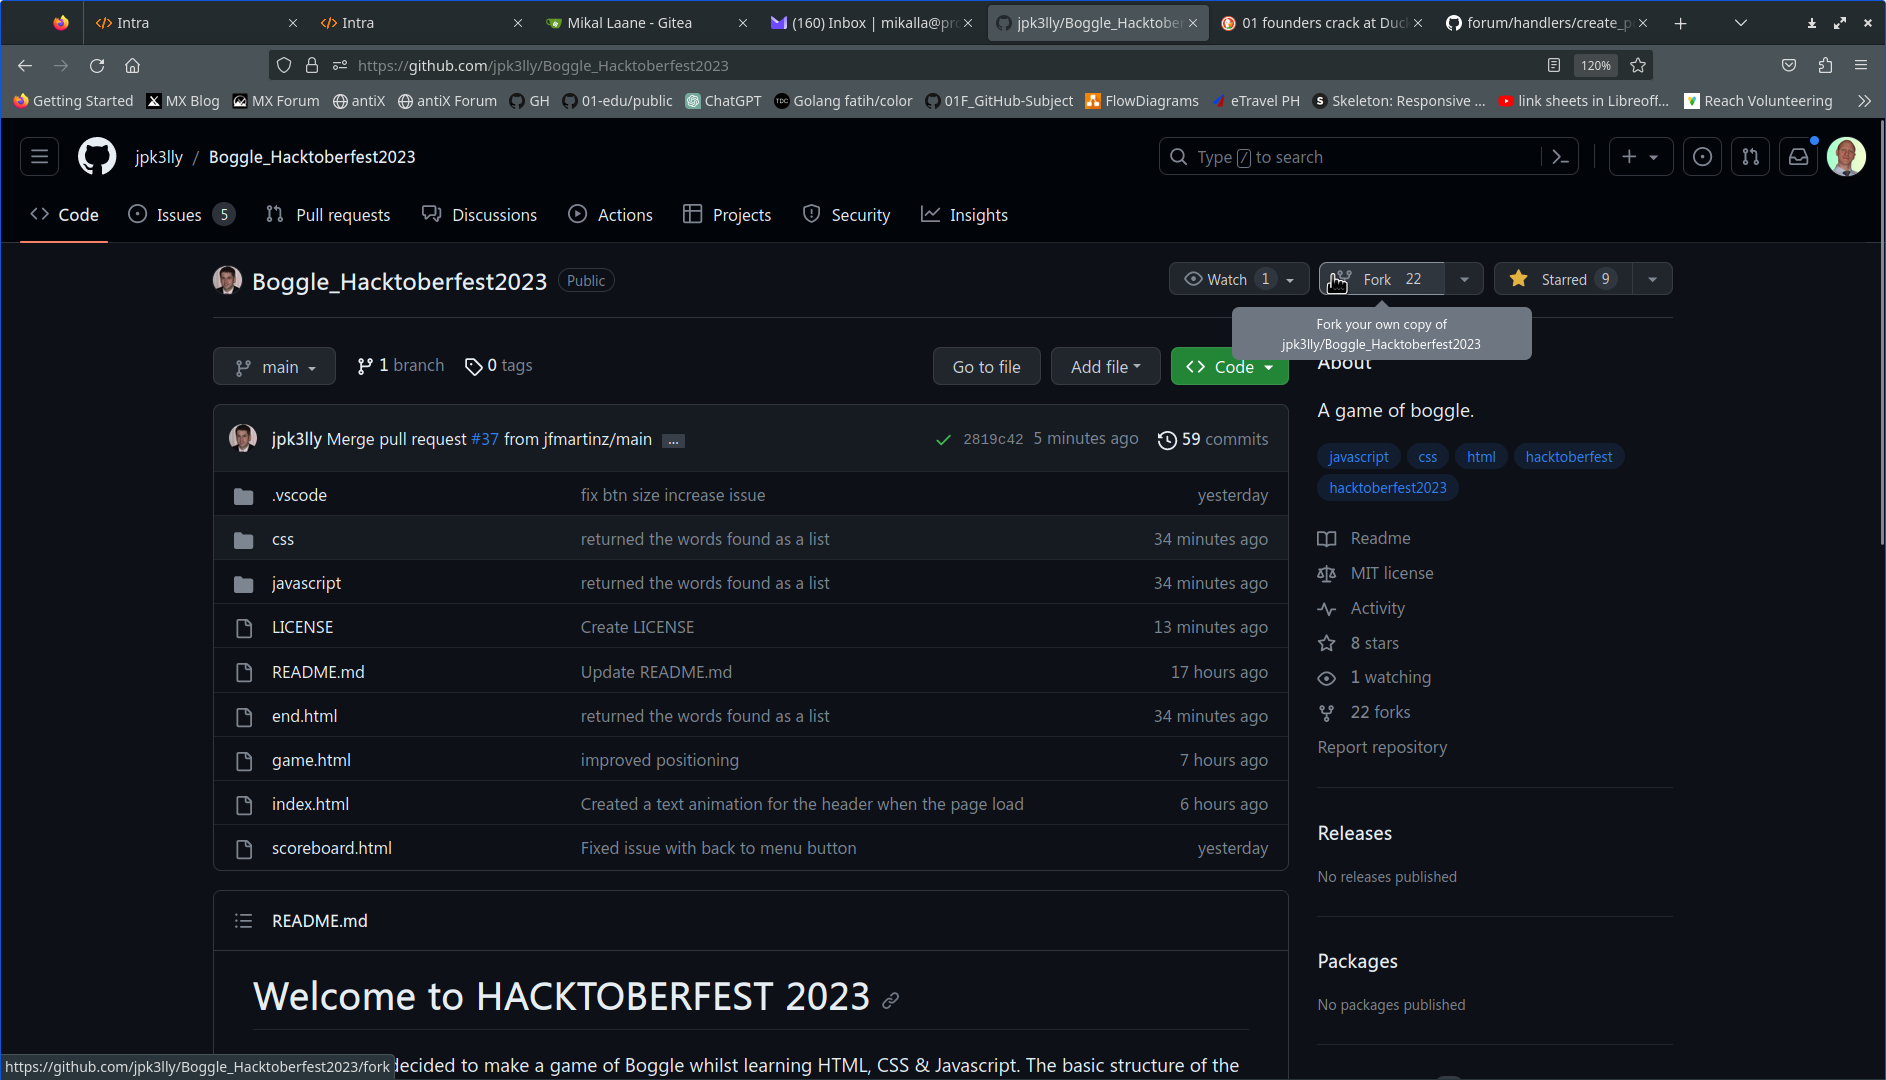 Intra
Intra
Mikal Laane - Gitea
(160) Inbox | mikalla@pr
jpk3lly/Boggle_Hacktober
01 founders crack at Duc
forum/handlers/create_p
https://github.com/jpk3lly/Boggle_Hacktoberfest2023
120%
Getting Started
MX Blog
MX Forum
antiX
antiX Forum
GH
01-edu/public
ChatGPT
TDC Golang fatih/color
01F_GitHub-Subject
FlowDiagrams
eTravel PH
S Skeleton: Responsive ...
link sheets in Libreoff...
Reach Volunteering
jpk3lly / Boggle_Hacktoberfest2023
Type / to search
Code
Issues 5
Pull requests
Discussions
Actions
Projects
Security
Insights
Boggle_Hacktoberfest2023 Public
Watch 1
Fork 22
Starred 9
Fork your own copy of
jpk3lly/Boggle_Hacktoberfest2023
main
1 branch
0 tags
Go to file
Add file
Code
About
A game of boggle.
javascript css html hacktoberfest
hacktoberfest2023
Readme
MIT license
Activity
8 stars
1 watching
22 forks
Report repository
Releases
No releases published
Packages
No packages published
jpk3lly Merge pull request #37 from jfmartinz/main ... 2819c42 5 minutes ago 59 commits
.vscode fix btn size increase issue yesterday
css returned the words found as a list 34 minutes ago
javascript returned the words found as a list 34 minutes ago
LICENSE Create LICENSE 13 minutes ago
README.md Update README.md 17 hours ago
end.html returned the words found as a list 34 minutes ago
game.html improved positioning 7 hours ago
index.html Created a text animation for the header when the page load 6 hours ago
scoreboard.html Fixed issue with back to menu button yesterday
README.md
Welcome to HACKTOBERFEST 2023
decided to make a game of Boggle whilst learning HTML, CSS & Javascript. The basic structure of the
https://github.com/jpk3lly/Boggle_Hacktoberfest2023/fork